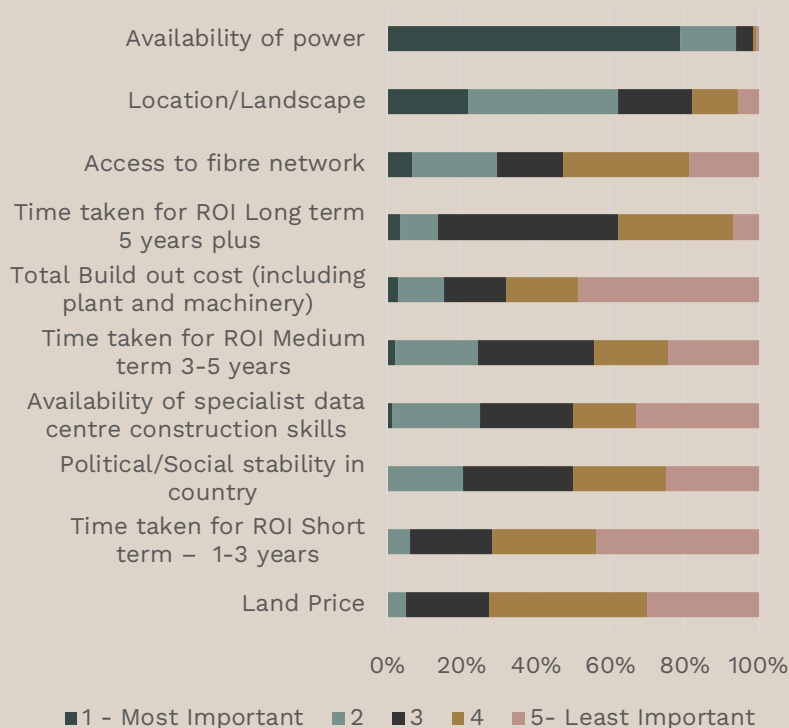 Availability of power
Location/Landscape
Access to fibre network
Time taken for ROI Long term
5 years plus
Total Build out cost (including
plant and machinery)
Time taken for ROI Medium
term 3-5 years
Availability of specialist data
centre construction skills
Political/Social stability in
country
Time taken for ROI Short
term – 1-3 years
Land Price
0% 20% 40% 60% 80% 100%
1 - Most Important 2 3 4 5- Least Important